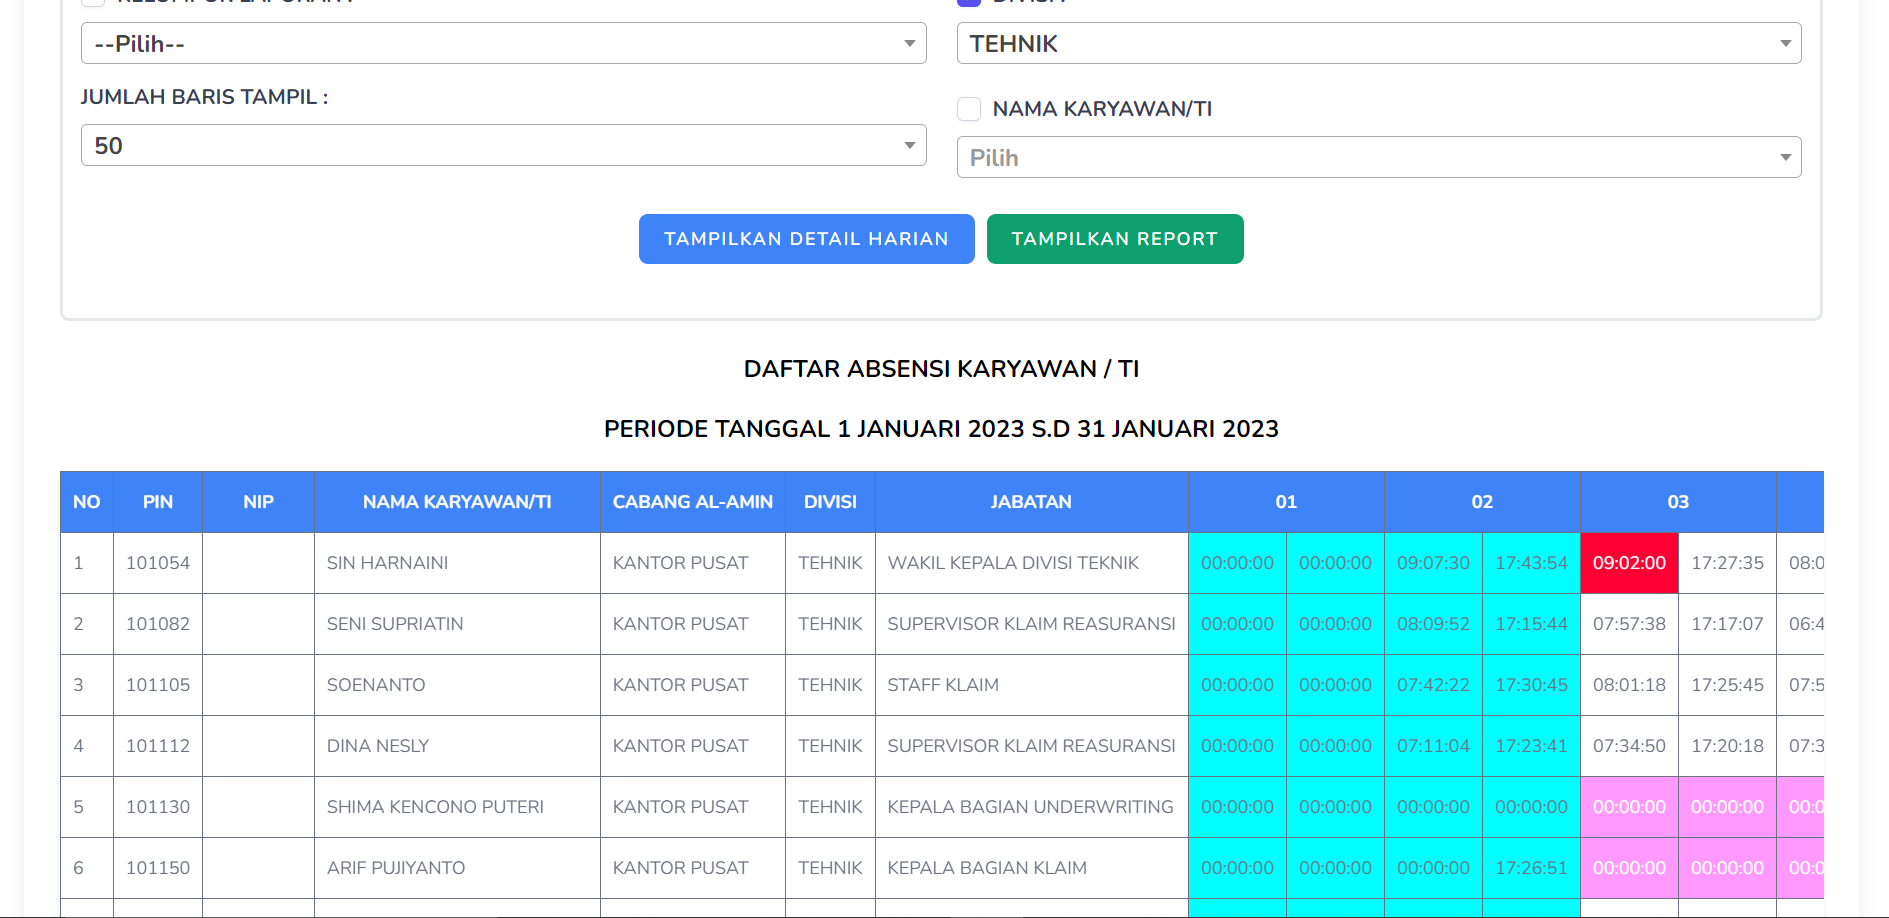 --Pilih--
TEHNIK
JUMLAH BARIS TAMPIL :
NAMA KARYAWAN/TI
50
Pilih
TAMPILKAN DETAIL HARIAN
TAMPILKAN REPORT
DAFTAR ABSENSI KARYAWAN / TI
PERIODE TANGGAL 1 JANUARI 2023 S.D 31 JANUARI 2023
NO PIN NIP NAMA KARYAWAN/TI CABANG AL-AMIN DIVISI JABATAN 01 02 03
1 101054 SIN HARNAINI KANTOR PUSAT TEHNIK WAKIL KEPALA DIVISI TEKNIK 00:00:00 00:00:00 09:07:30 17:43:54 09:02:00 17:27:35 08:0
2 101082 SENI SUPRIATIN KANTOR PUSAT TEHNIK SUPERVISOR KLAIM REASURANSI 00:00:00 00:00:00 08:09:52 17:15:44 07:57:38 17:17:07 06:4
3 101105 SOENANTO KANTOR PUSAT TEHNIK STAFF KLAIM 00:00:00 00:00:00 07:42:22 17:30:45 08:01:18 17:25:45 07:5
4 101112 DINA NESLY KANTOR PUSAT TEHNIK SUPERVISOR KLAIM REASURANSI 00:00:00 00:00:00 07:11:04 17:23:41 07:34:50 17:20:18 07:3
5 101130 SHIMA KENCONO PUTERI KANTOR PUSAT TEHNIK KEPALA BAGIAN UNDERWRITING 00:00:00 00:00:00 00:00:00 00:00:00 00:00:00 00:00:00 00:0
6 101150 ARIF PUJIYANTO KANTOR PUSAT TEHNIK KEPALA BAGIAN KLAIM 00:00:00 00:00:00 00:00:00 17:26:51 00:00:00 00:00:00 00:0